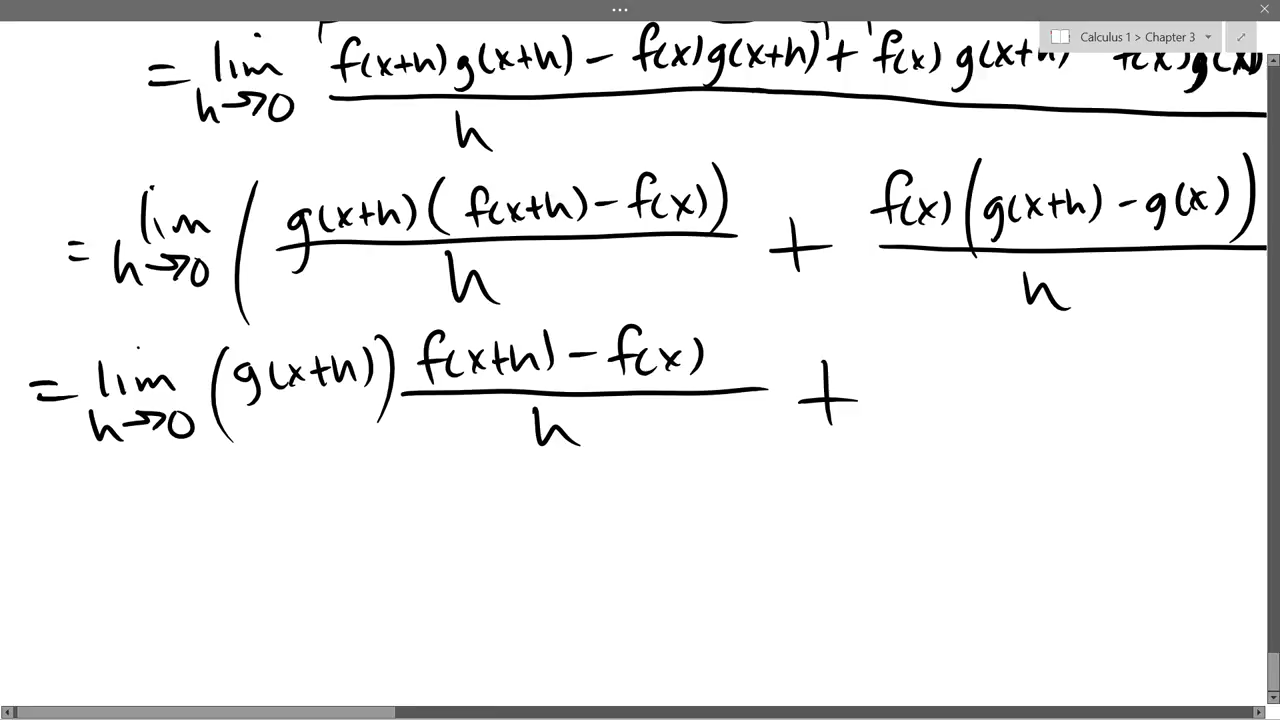 Calculus 1 > Chapter 3
= lim h→0 f(x+h)g(x+h) − f(x)g(x+h) + f(x)g(x+h) f(x)g(x)
h
= lim h→0 ( g(x+h)( f(x+h) − f(x)) + f(x)(g(x+h) − g(x))
h h
= lim h→0 (g(x+h)) f(x+h) − f(x) +
h